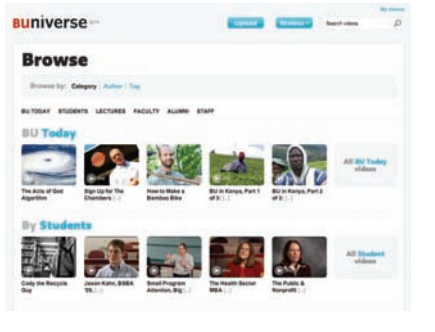 My videos
BUniverse BETA
Upload
Browse
Search videos
Browse
Browse by: Category | Author | Tag
BU TODAY STUDENTS LECTURES FACULTY ALUMNI STAFF
BU Today
The Acts of God
Algorithm
Sign Up for The
Chambers [...]
How to Make a
Bamboo Bike
BU in Kenya, Part 1
of 3: [...]
BU in Kenya, Part 2
of 3: [...]
All BU Today
videos
By Students
Cody the Recycle
Guy
Jason Kahn, BSBA
'09, [...]
Small Program
Attention, Big [...]
The Health Sector
MBA [...]
The Public &
Nonprofit [...]
All Student
videos